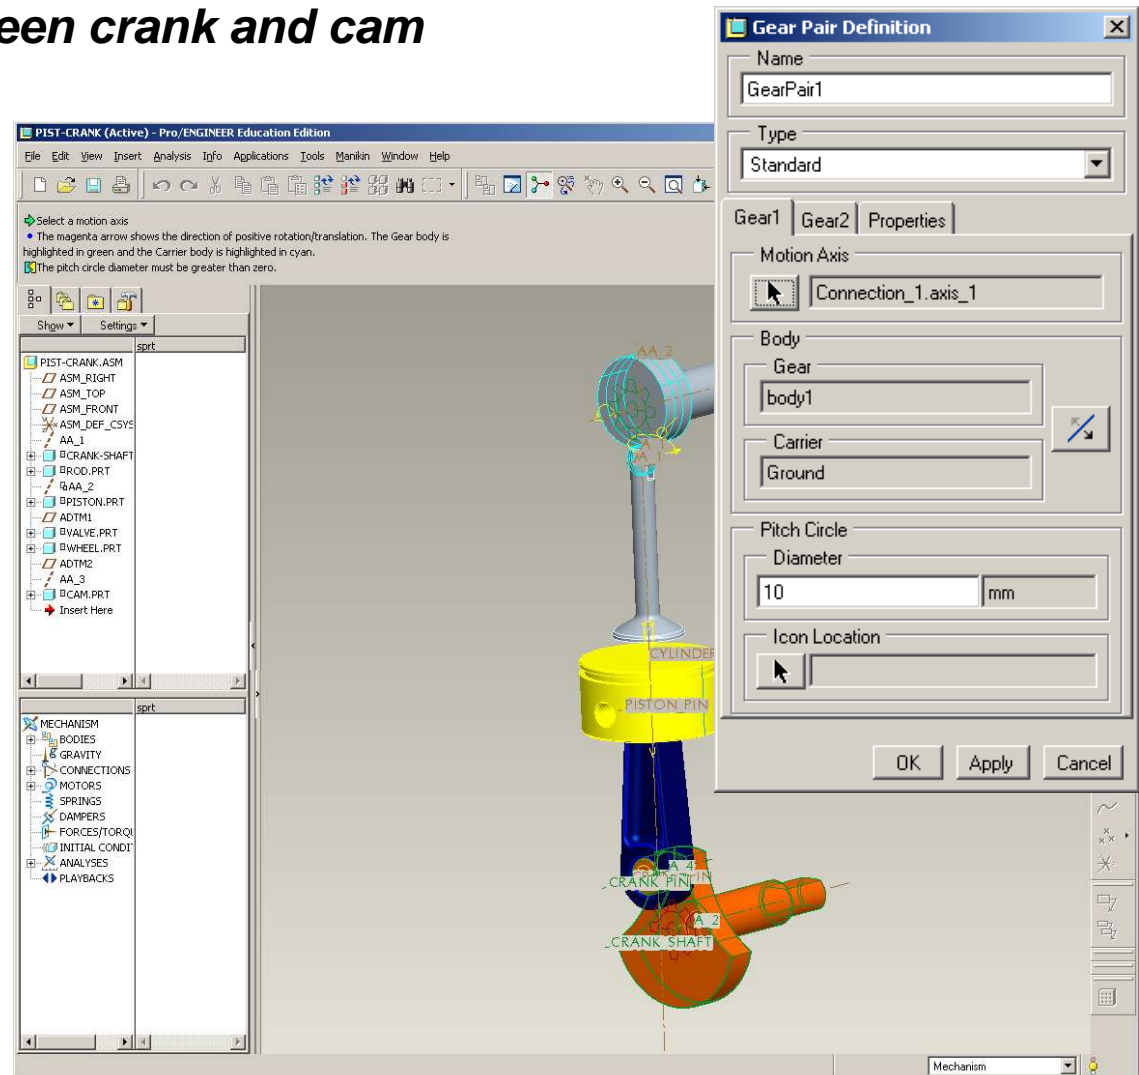 een crank and cam
Gear Pair Definition
Name
GearPair1
Type
Standard
Gear1 Gear2 Properties
Motion Axis
Connection_1.axis_1
Body
Gear
body1
Carrier
Ground
Pitch Circle
Diameter
10 mm
Icon Location
OK Apply Cancel
PIST-CRANK (Active) - Pro/ENGINEER Education Edition
File Edit View Insert Analysis Info Applications Tools Manikin Window Help
Select a motion axis
The magenta arrow shows the direction of positive rotation/translation. The Gear body is
highlighted in green and the Carrier body is highlighted in cyan.
The pitch circle diameter must be greater than zero.
Show Settings
sprt
PIST-CRANK.ASM
ASM_RIGHT
ASM_TOP
ASM_FRONT
ASM_DEF_CSYS
AA_1
CRANK-SHAFT
ROD.PRT
AA_2
PISTON.PRT
ADTM1
VALVE.PRT
WHEEL.PRT
ADTM2
AA_3
CAM.PRT
Insert Here
sprt
MECHANISM
BODIES
GRAVITY
CONNECTIONS
MOTORS
SPRINGS
DAMPERS
FORCES/TORQU
INITIAL CONDI
ANALYSES
PLAYBACKS
AA_2
CYLINDER
PISTON_PIN
A_4
CRANK PIN
A_2
CRANK_SHAFT
Mechanism